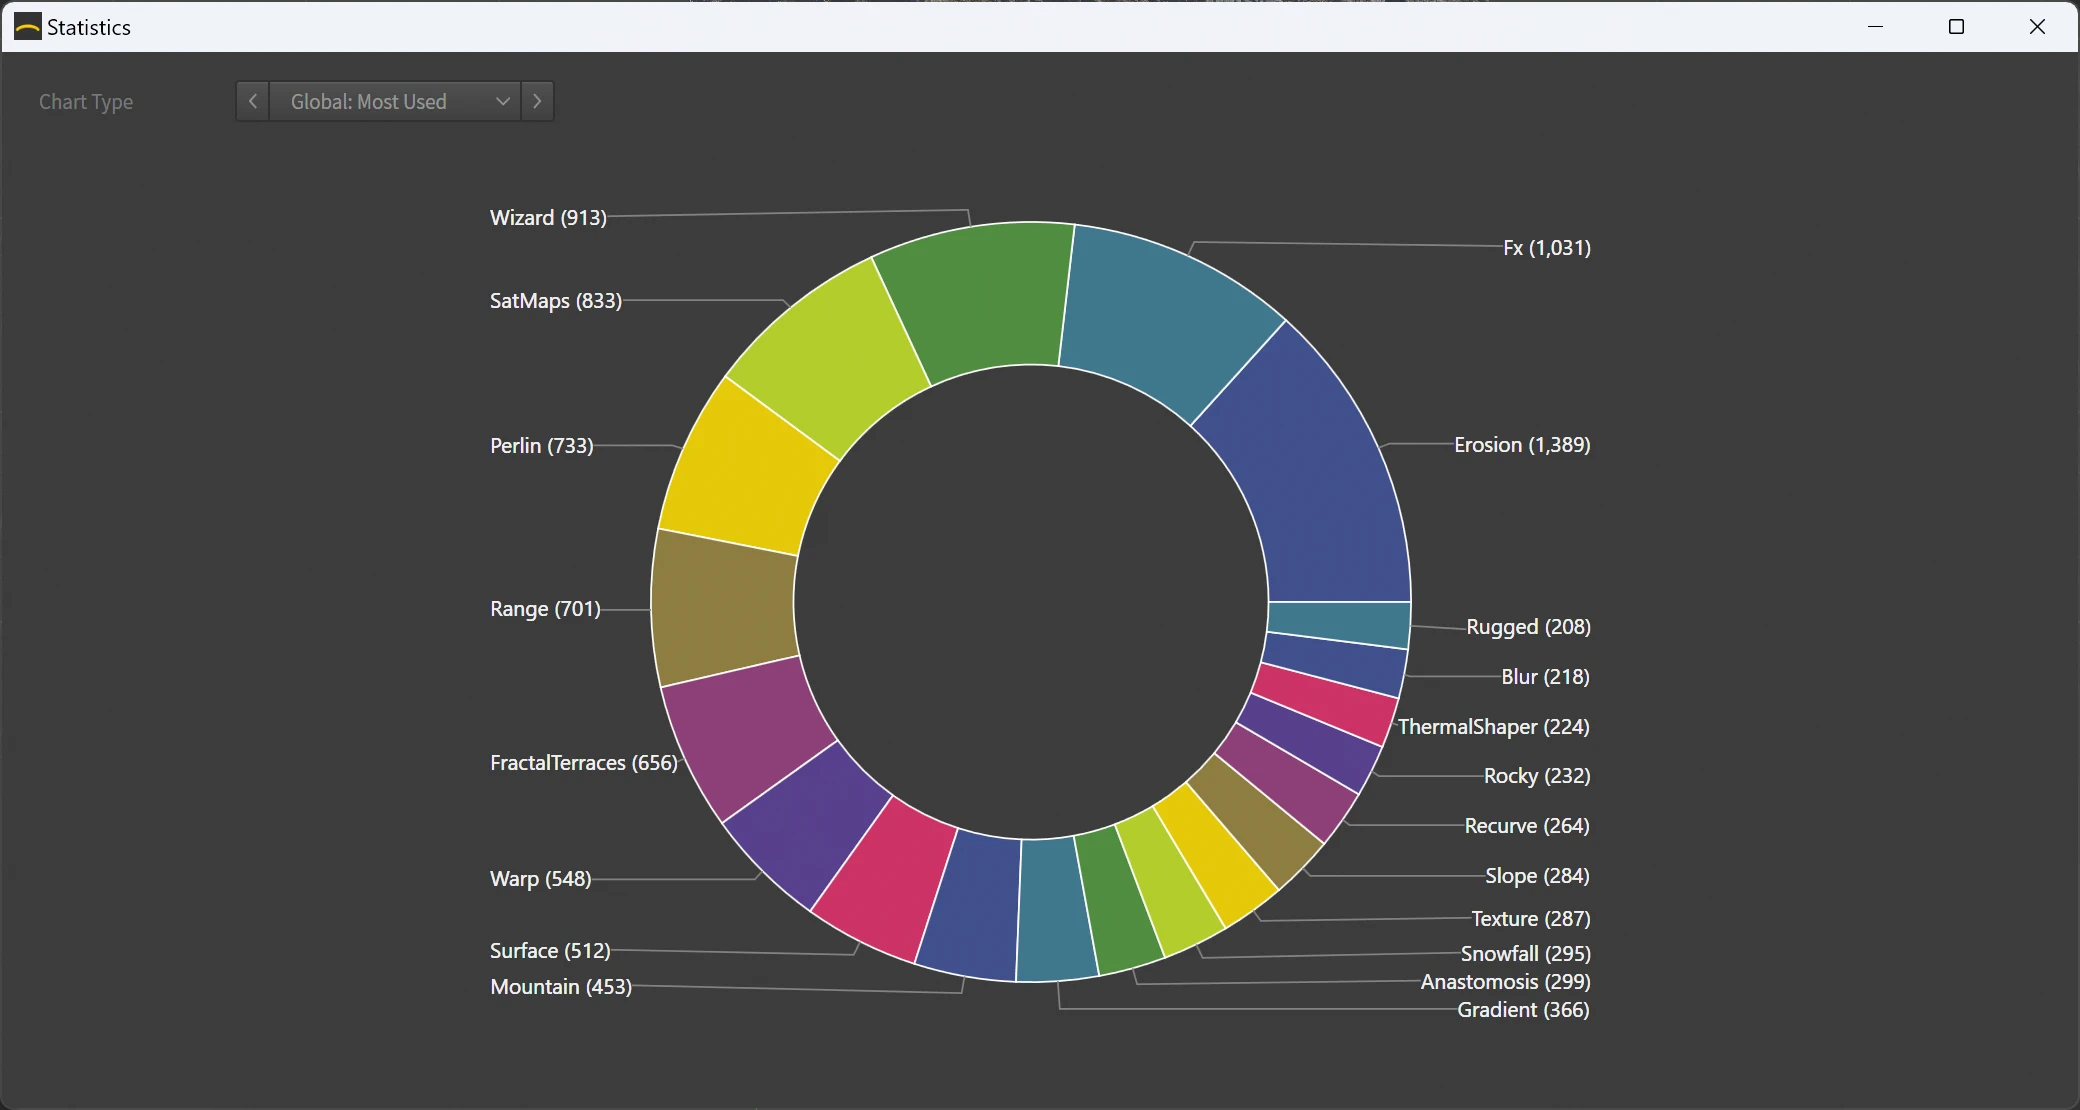 Statistics
Chart Type
Global: Most Used
Wizard (913)
Fx (1,031)
SatMaps (833)
Erosion (1,389)
Perlin (733)
Range (701)
Rugged (208)
Blur (218)
ThermalShaper (224)
FractalTerraces (656)
Rocky (232)
Recurve (264)
Slope (284)
Warp (548)
Texture (287)
Surface (512)
Snowfall (295)
Anastomosis (299)
Mountain (453)
Gradient (366)